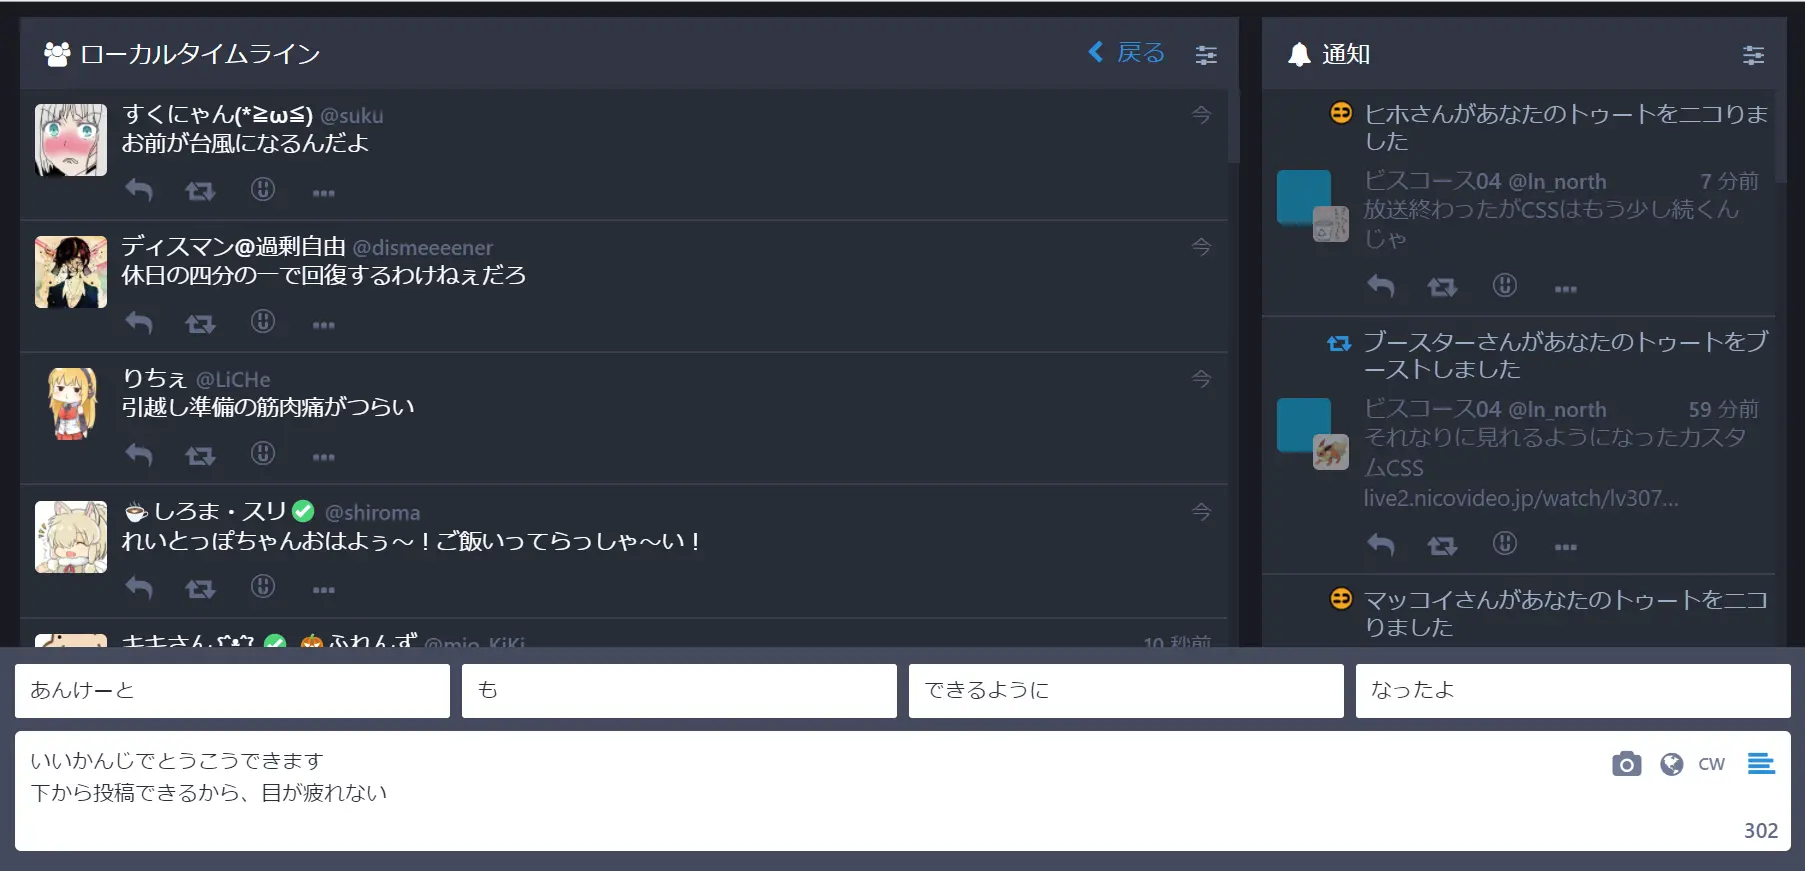 ローカルタイムライン
戻る
すくにゃん(*≧ω≦) @suku
今
お前が台風になるんだよ
ディスマン@過剰自由 @dismeeeener
今
休日の四分の一で回復するわけねぇだろ
りちぇ @LiCHe
今
引越し準備の筋肉痛がつらい
しろま・スリ @shiroma
今
れいとっぽちゃんおはよぅ〜！ご飯いってらっしゃ〜い！
キキさん ふれんず @mio_KiKi
10 秒前
通知
ヒホさんがあなたのトゥートをニコりま
した
ビスコース04 @ln_north
7 分前
放送終わったがCSSはもう少し続くん
じゃ
ブースターさんがあなたのトゥートをブ
ーストしました
ビスコース04 @ln_north
59 分前
それなりに見れるようになったカスタ
ムCSS
live2.nicovideo.jp/watch/lv307...
マッコイさんがあなたのトゥートをニコ
りました
あんけーと
も
できるように
なったよ
いいかんじでとうこうできます
下から投稿できるから、目が疲れない
CW
302